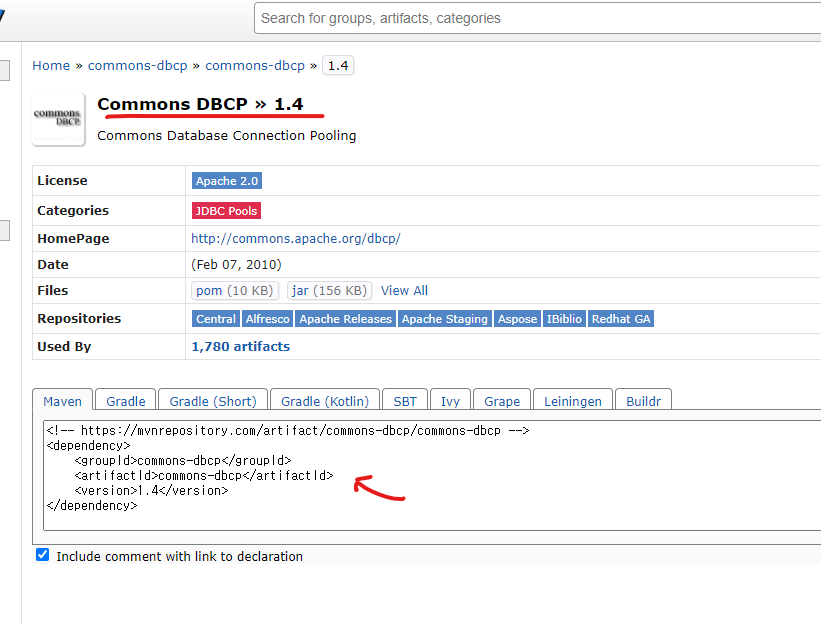 Search for groups, artifacts, categories
Home » commons-dbcp » commons-dbcp » 1.4
commons
DBCP
Commons DBCP » 1.4
Commons Database Connection Pooling
License Apache 2.0
Categories JDBC Pools
HomePage http://commons.apache.org/dbcp/
Date (Feb 07, 2010)
Files pom (10 KB) jar (156 KB) View All
Repositories Central Alfresco Apache Releases Apache Staging Aspose IBiblio Redhat GA
Used By 1,780 artifacts
Maven Gradle Gradle (Short) Gradle (Kotlin) SBT Ivy Grape Leiningen Buildr
<!-- https://mvnrepository.com/artifact/commons-dbcp/commons-dbcp -->
<dependency>
    <groupId>commons-dbcp</groupId>
    <artifactId>commons-dbcp</artifactId>
    <version>1.4</version>
</dependency>
Include comment with link to declaration